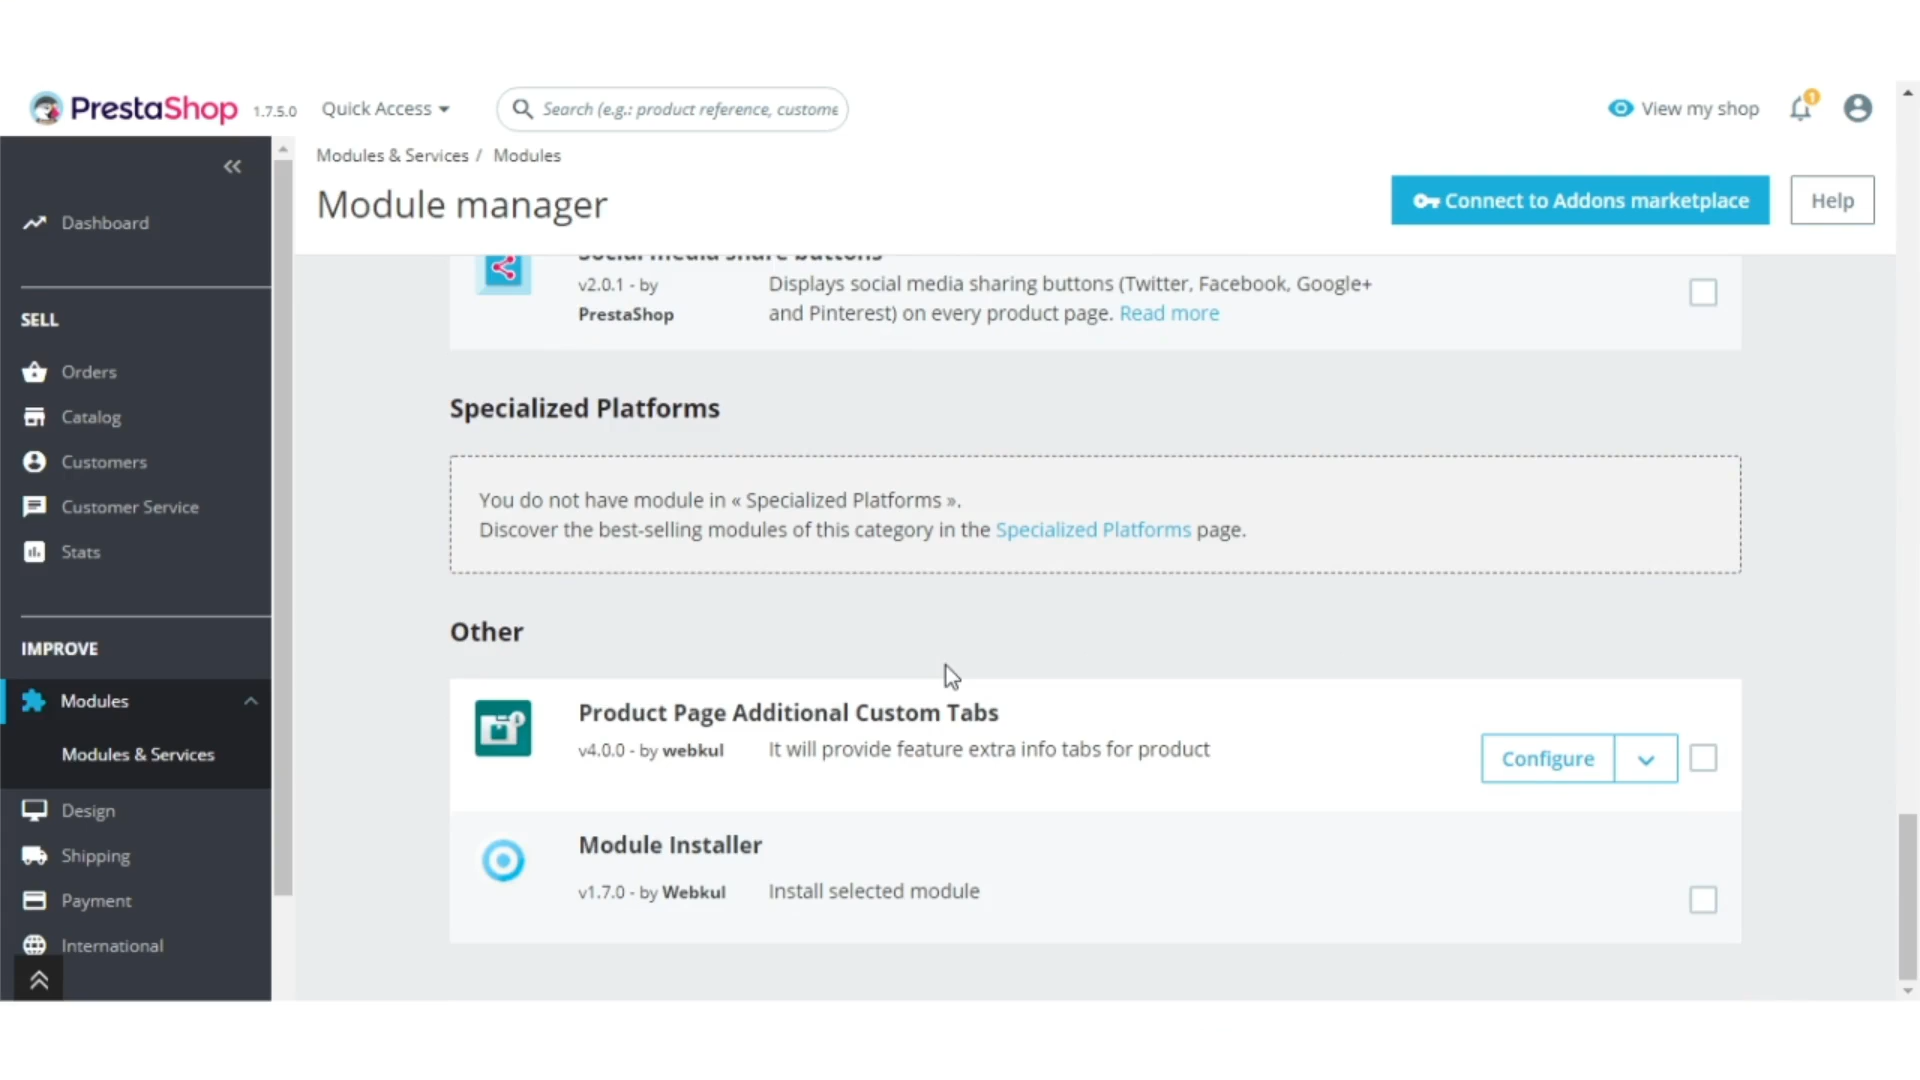 PrestaShop 1.7.5.0 Quick Access Search (e.g.: product reference, custome View my shop 1
Modules & Services / Modules
Module manager
Connect to Addons marketplace Help
Dashboard
SELL
Orders
Catalog
Customers
Customer Service
Stats
IMPROVE
Modules
Modules & Services
Design
Shipping
Payment
International
Social media share buttons
v2.0.1 - by
PrestaShop
Displays social media sharing buttons (Twitter, Facebook, Google+
and Pinterest) on every product page. Read more
Specialized Platforms
You do not have module in « Specialized Platforms ».
Discover the best-selling modules of this category in the Specialized Platforms page.
Other
Product Page Additional Custom Tabs
v4.0.0 - by webkul It will provide feature extra info tabs for product
Configure
Module Installer
v1.7.0 - by Webkul Install selected module